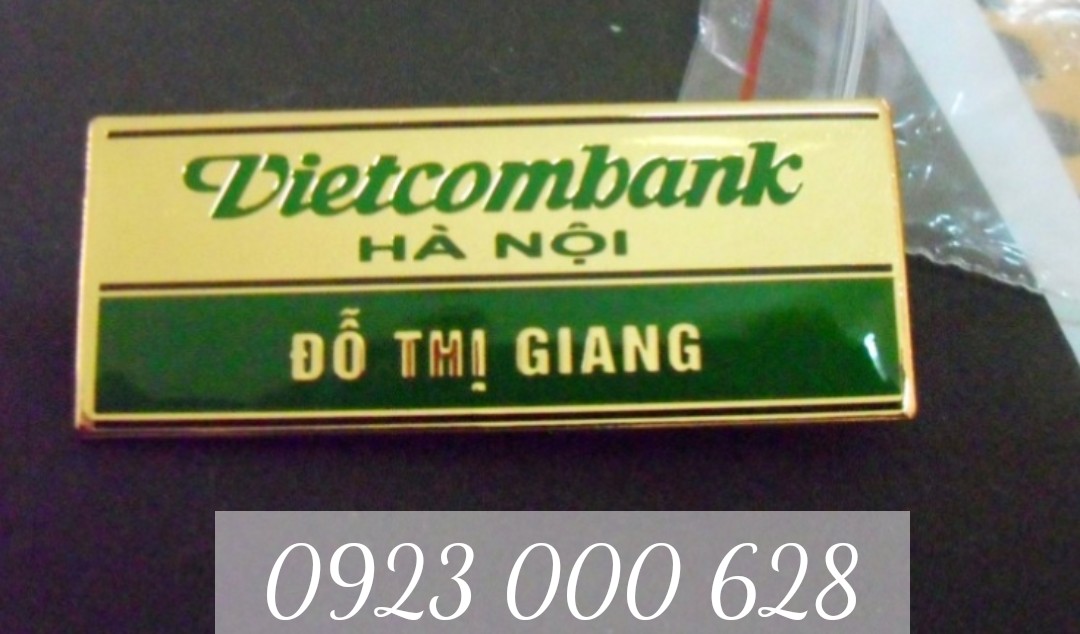 Vietcombank
HÀ NỘI
ĐỖ THỊ GIANG
0923 000 628